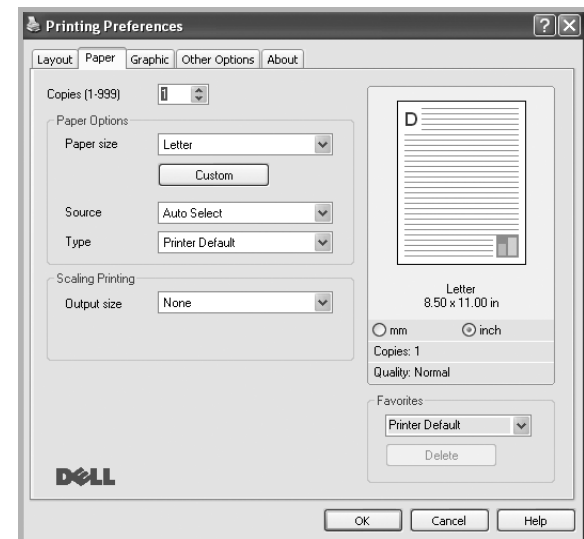 Printing Preferences
Layout Paper Graphic Other Options About
Copies (1-999) 1
Paper Options
Paper size Letter
Custom
Source Auto Select
Type Printer Default
Scaling Printing
Output size None
D
Letter
8.50 x 11.00 in
mm inch
Copies: 1
Quality: Normal
Favorites
Printer Default
Delete
DELL
OK Cancel Help